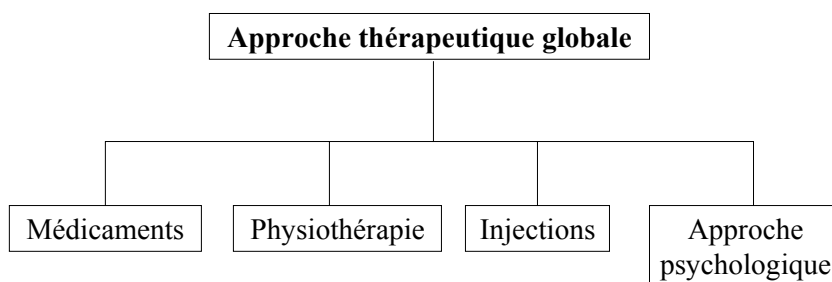 Approche thérapeutique globale
Médicaments
Physiothérapie
Injections
Approche
psychologique